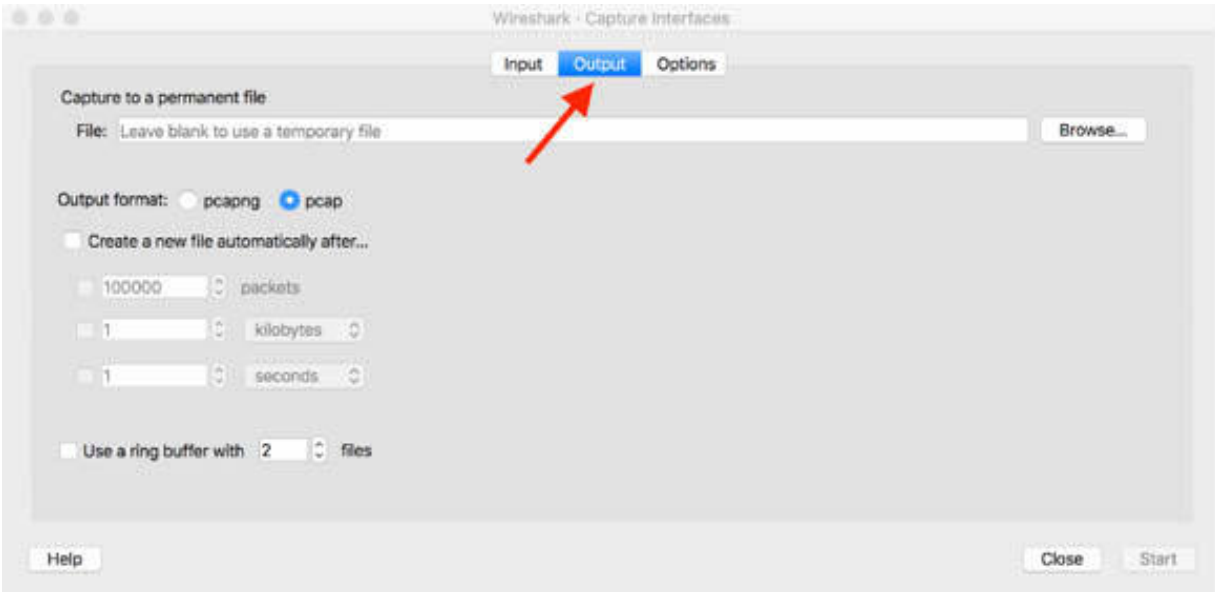 Wireshark · Capture Interfaces
Input Output Options
Capture to a permanent file
File: Leave blank to use a temporary file Browse...
Output format: pcapng pcap
Create a new file automatically after...
100000 packets
1 kilobytes
1 seconds
Use a ring buffer with 2 files
Help Close Start